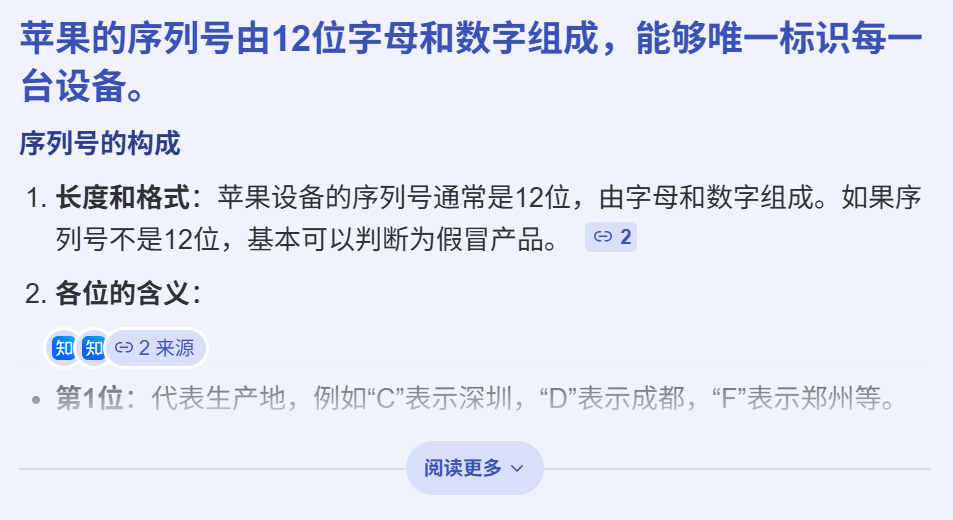 苹果的序列号由12位字母和数字组成，能够唯一标识每一
台设备。
序列号的构成
1. 长度和格式：苹果设备的序列号通常是12位，由字母和数字组成。如果序
列号不是12位，基本可以判断为假冒产品。 2
2. 各位的含义：
知 知 2 来源
• 第1位：代表生产地，例如“C”表示深圳，“D”表示成都，“F”表示郑州等。
阅读更多